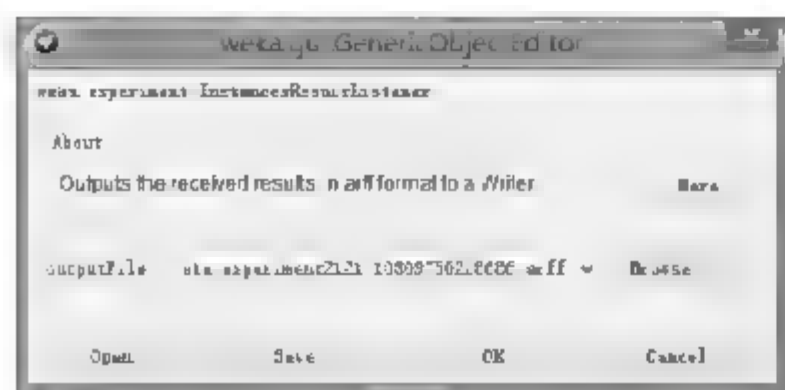 weka.gui.GenericObjectEditor
weka.experiment.InstancesResultListener
About
Outputs the received results in arff format to a Writer
More
outputFile
Browse
Open
Save
OK
Cancel